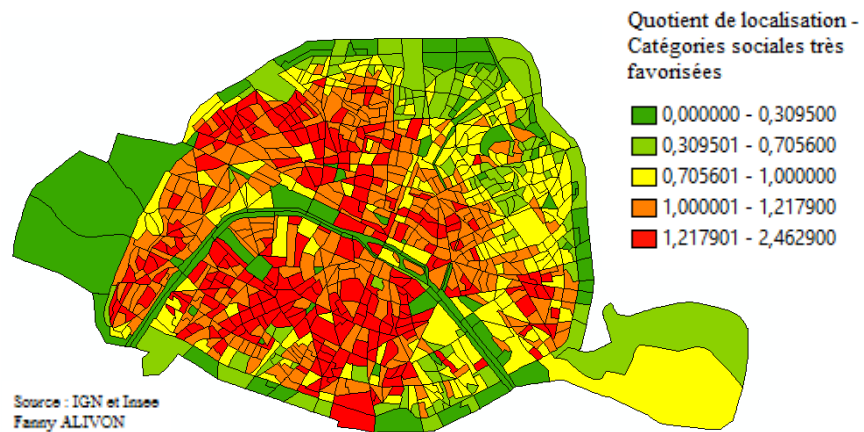 Quotient de localisation -
Catégories sociales très
favorisées
0,000000 - 0,309500
0,309501 - 0,705600
0,705601 - 1,000000
1,000001 - 1,217900
1,217901 - 2,462900
Source : IGN et Insee
Fanny ALIVON